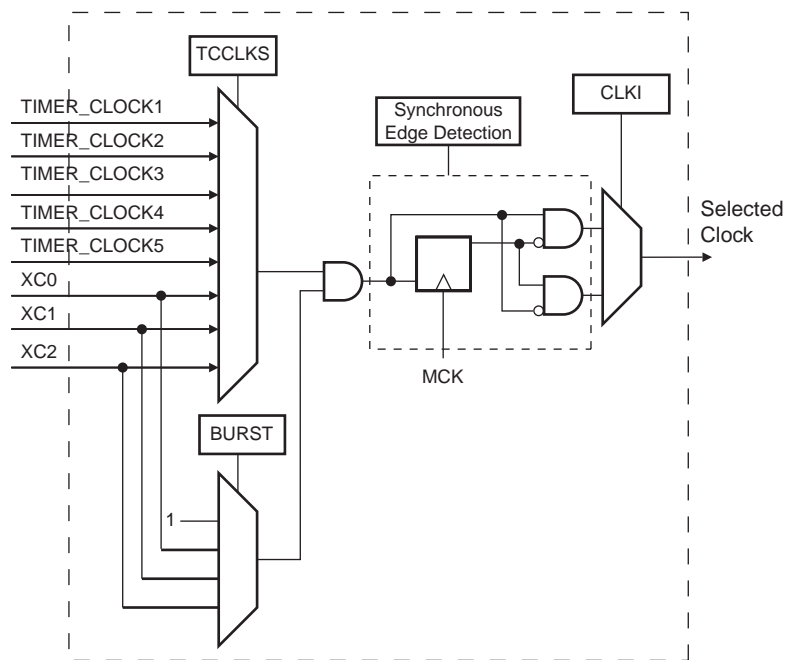 TCCLKS
TIMER_CLOCK1
TIMER_CLOCK2
TIMER_CLOCK3
TIMER_CLOCK4
TIMER_CLOCK5
XC0
XC1
XC2
Synchronous
Edge Detection
CLKI
Selected
Clock
MCK
BURST
1